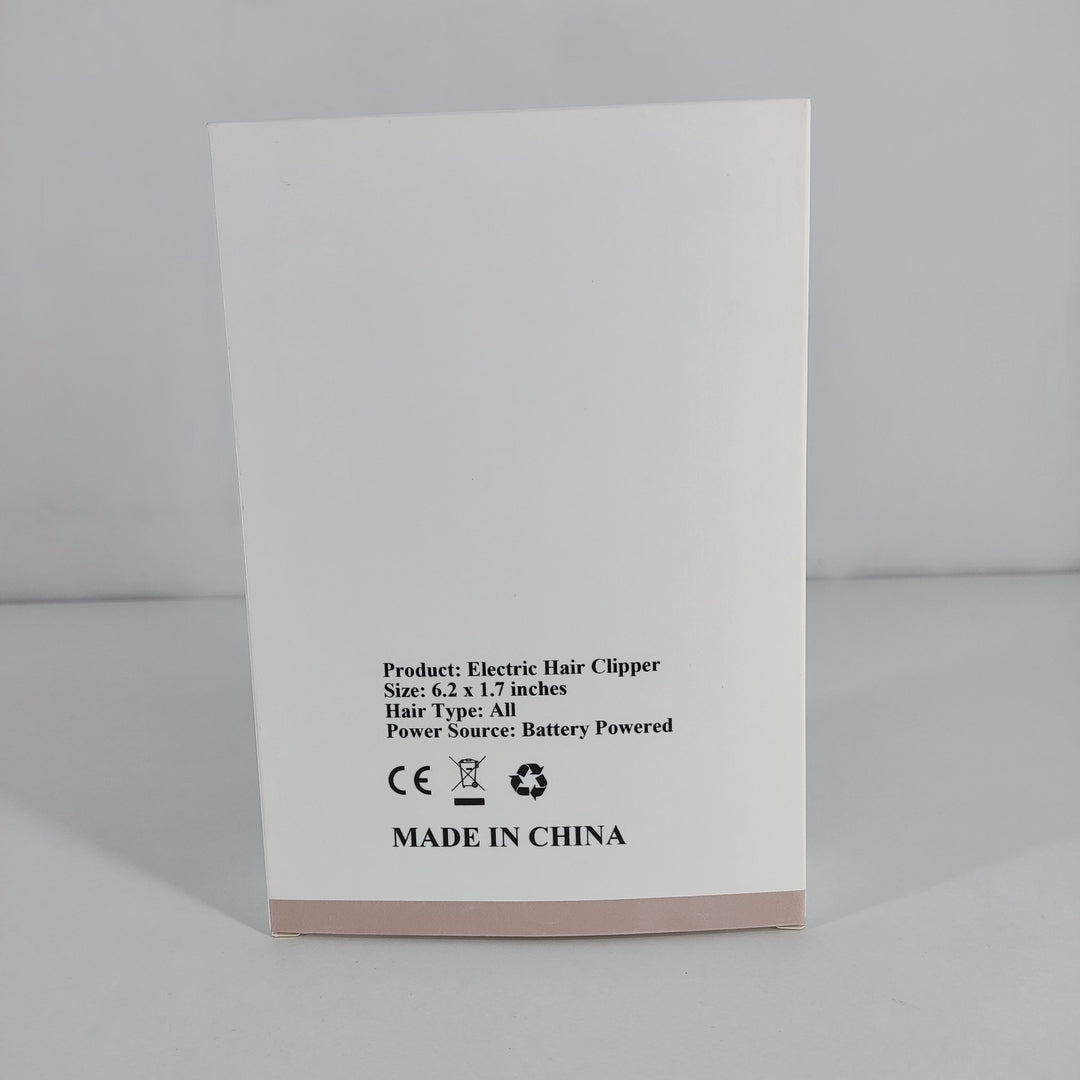 Product: Electric Hair Clipper
Size: 6.2 x 1.7 inches
Hair Type: All
Power Source: Battery Powered
CE
MADE IN CHINA